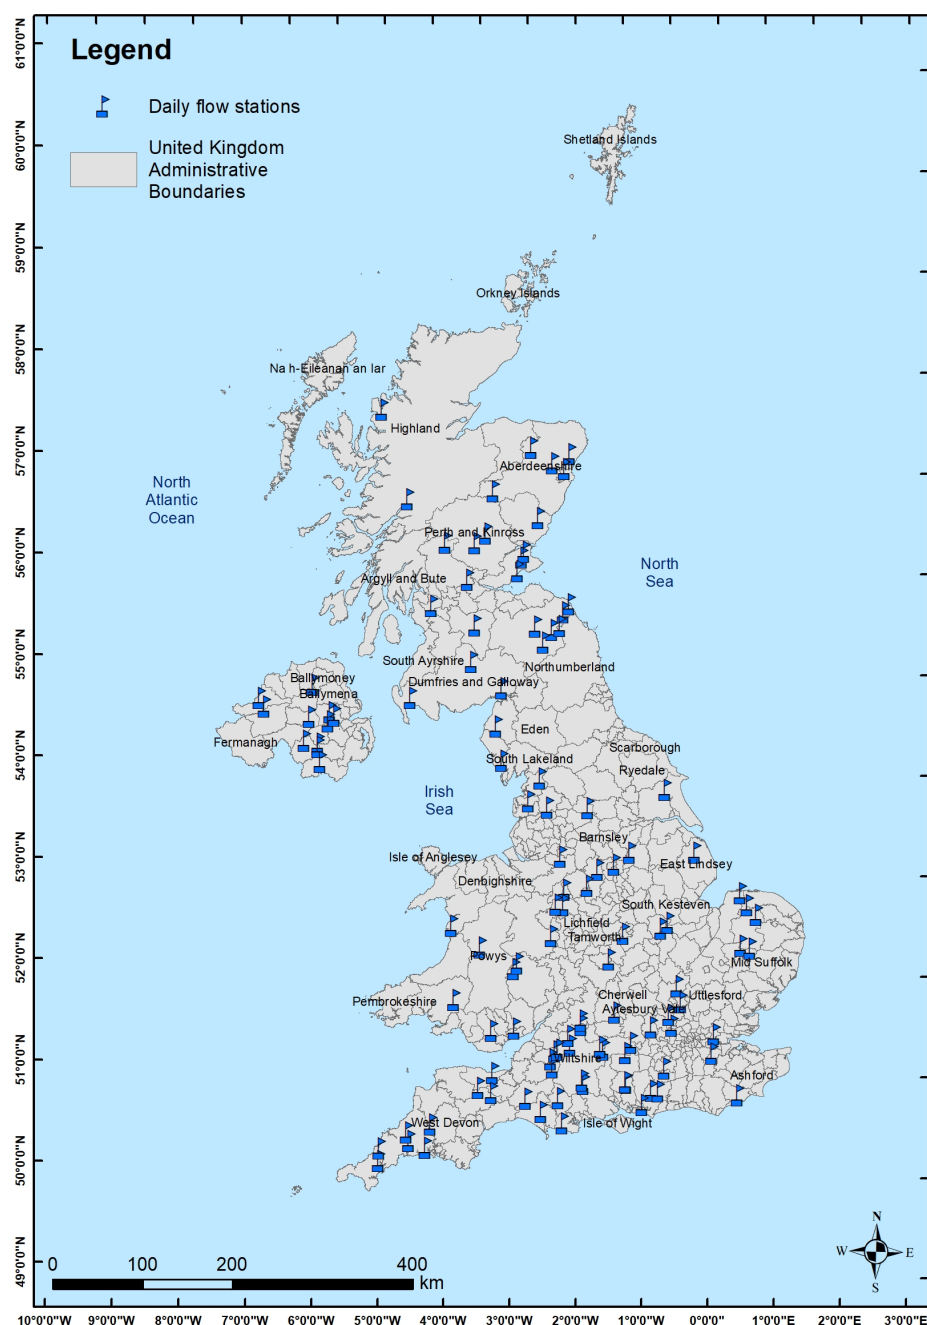 Legend
Daily flow stations
United Kingdom
Administrative
Boundaries
Shetland Islands
Orkney Islands
Na h-Eileanan an Iar
Highland
Aberdeenshire
North
Atlantic
Ocean
Perth and Kinross
North
Sea
Argyll and Bute
South Ayrshire
Northumberland
Ballymoney
Dumfries and Galloway
Ballymena
Eden
Fermanagh
Scarborough
South Lakeland
Ryedale
Irish
Sea
Barnsley
Isle of Anglesey
East Lindsey
Denbighshire
South Kesteven
Lichfield
Tamworth
Powys
Mid Suffolk
Pembrokeshire
Cherwell
Uttlesford
Aylesbury Vale
Wiltshire
Ashford
West Devon
Isle of Wight
N
W
E
S
0 100 200 400
km
61°0'0"N
60°0'0"N
59°0'0"N
58°0'0"N
57°0'0"N
56°0'0"N
55°0'0"N
54°0'0"N
53°0'0"N
52°0'0"N
51°0'0"N
50°0'0"N
49°0'0"N
10°0'0"W 9°0'0"W 8°0'0"W 7°0'0"W 6°0'0"W 5°0'0"W 4°0'0"W 3°0'0"W 2°0'0"W 1°0'0"W 0°0'0" 1°0'0"E 2°0'0"E 3°0'0"E